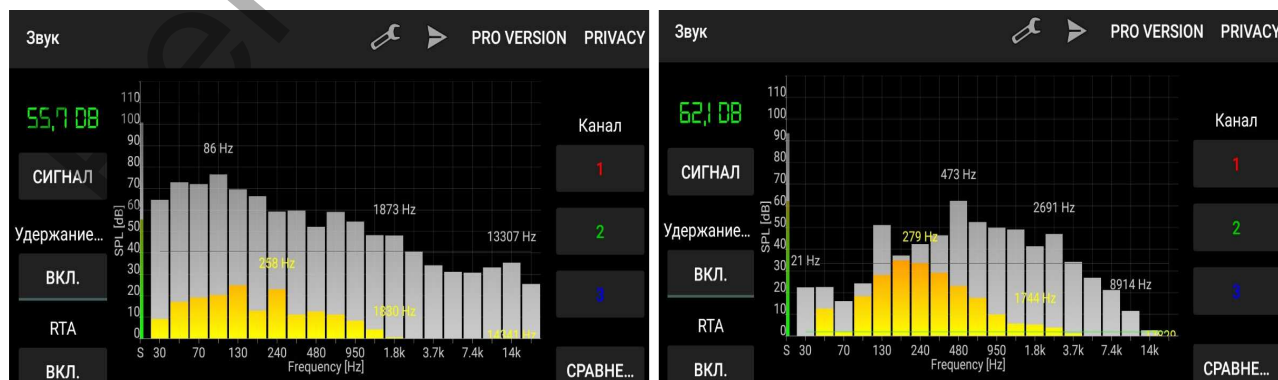 Звук PRO VERSION PRIVACY
55,7 DB
СИГНАЛ
Удержание...
ВКЛ.
RTA
ВКЛ.
SPL [dB]
110
100
90
80
70
60
50
40
30
20
10
0
86 Hz
1873 Hz
13307 Hz
258 Hz
1830 Hz
14341 Hz
S 30 70 130 240 480 950 1.8k 3.7k 7.4k 14k
Frequency [Hz]
Канал
1
2
3
СРАВНЕ...
Звук PRO VERSION PRIVACY
62,1 DB
СИГНАЛ
Удержание...
ВКЛ.
RTA
ВКЛ.
SPL [dB]
110
100
90
80
70
60
50
40
30
20
10
0
473 Hz
2691 Hz
279 Hz
21 Hz
8914 Hz
1744 Hz
S 30 70 130 240 480 950 1.8k 3.7k 7.4k 14k
Frequency [Hz]
Канал
1
2
3
СРАВНЕ...